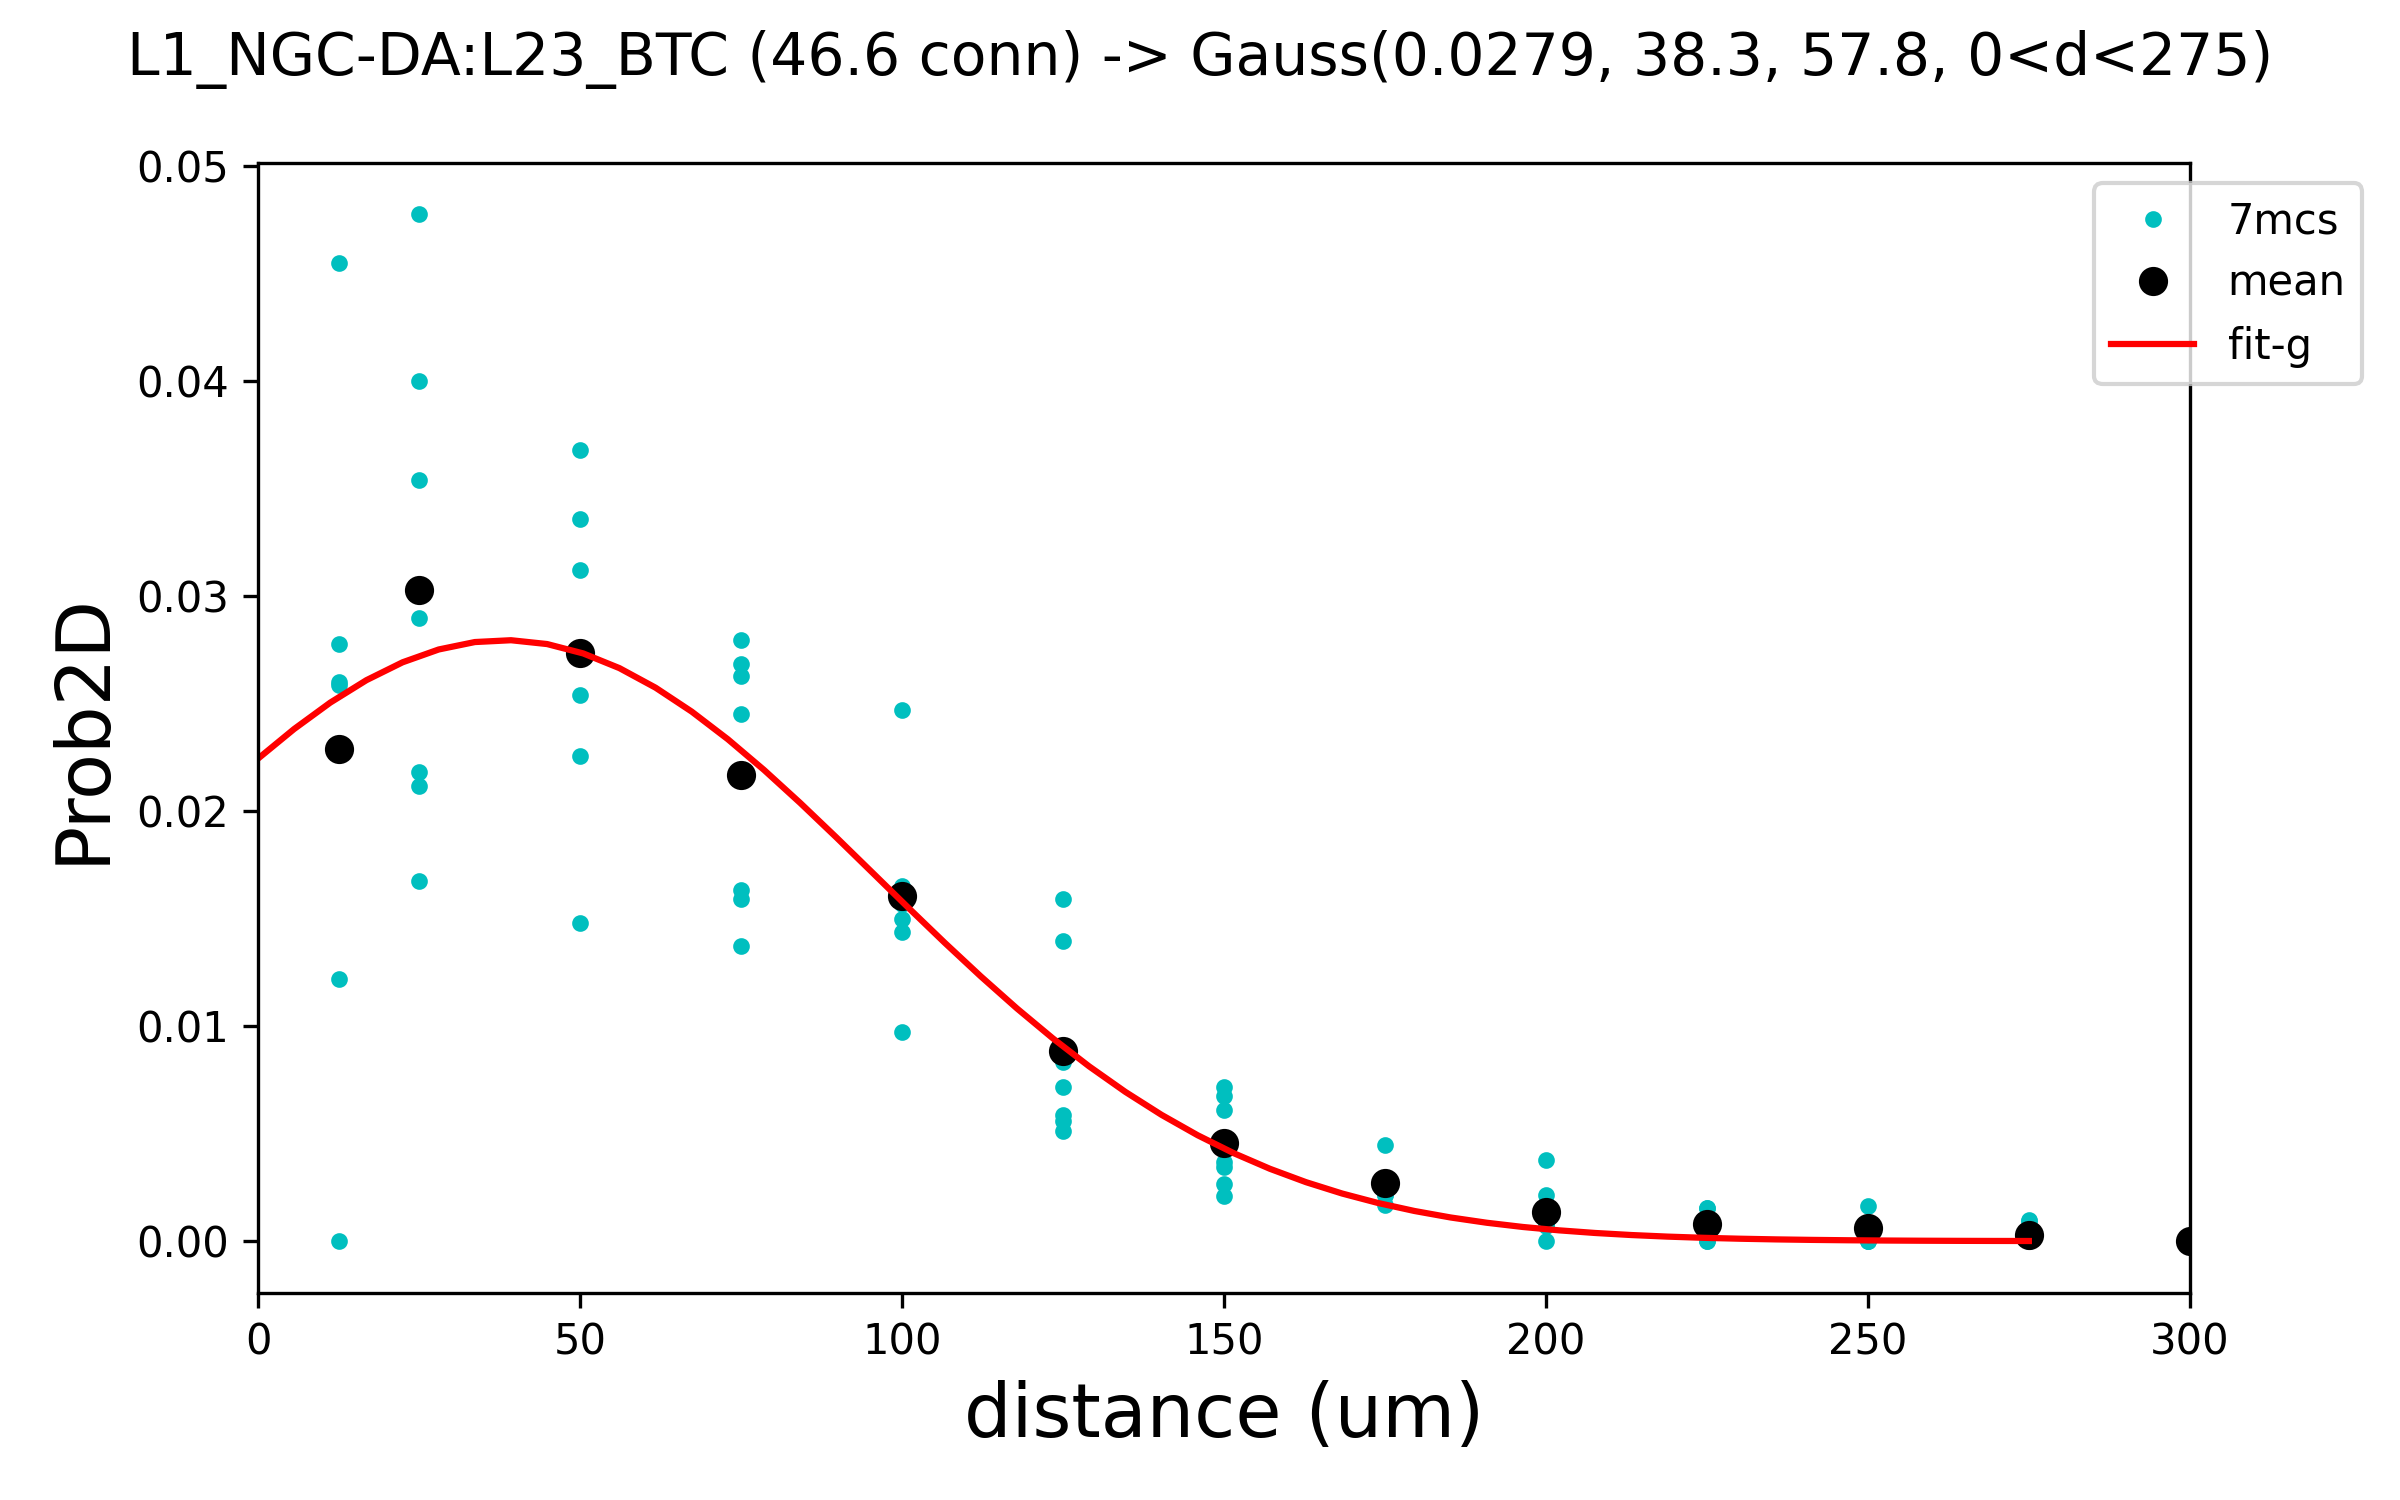 L1_NGC-DA:L23_BTC (46.6 conn) -> Gauss(0.0279, 38.3, 57.8, 0<d<275)
0.05
0.04
0.03
0.02
0.01
0.00
Prob2D
7mcs
mean
fit-g
0
50
100
150
200
250
300
distance (um)